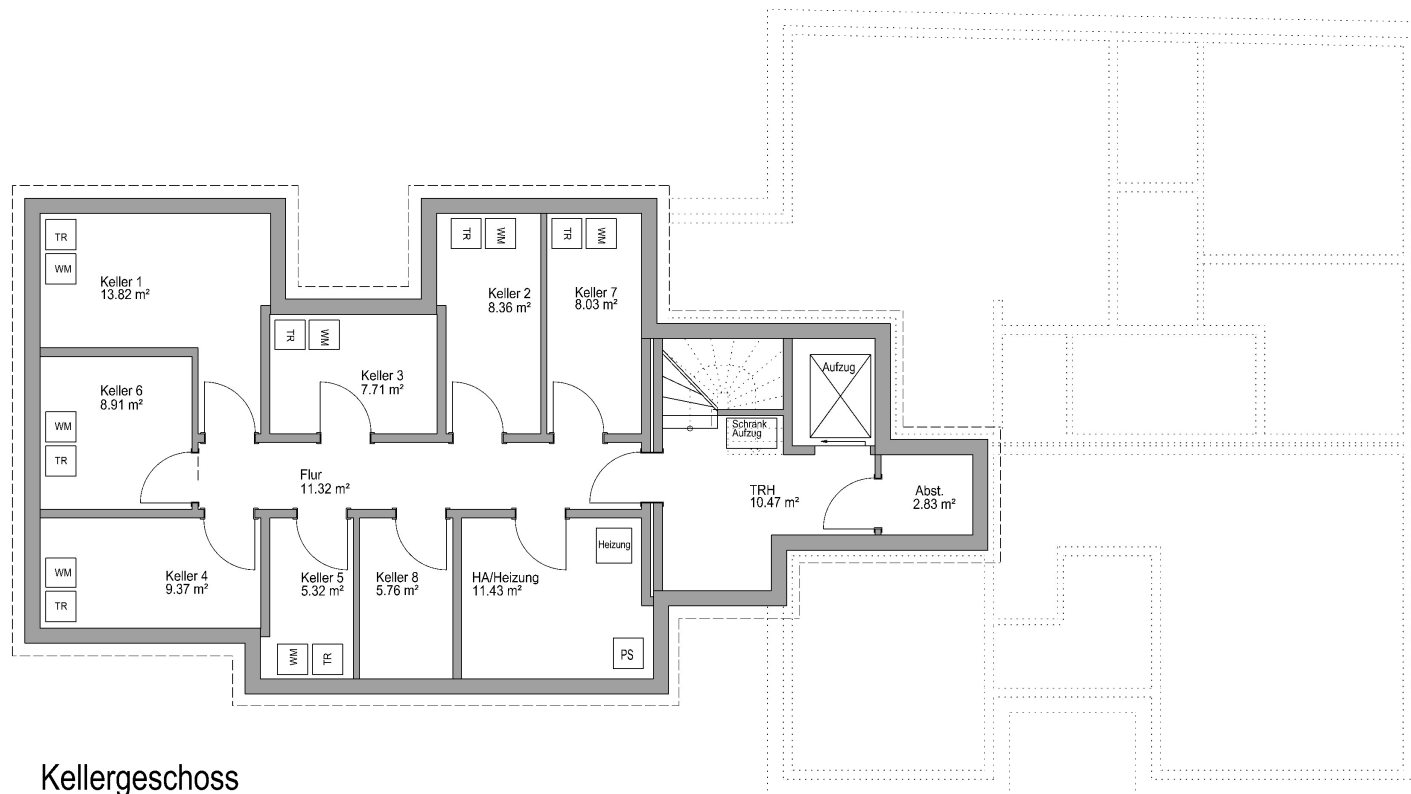 TR
WM
Keller 1
13.82 m²
TR
WM
Keller 2
8.36 m²
TR
WM
Keller 7
8.03 m²
TR
WM
Keller 3
7.71 m²
Keller 6
8.91 m²
WM
TR
Aufzug
Schrank
Aufzug
Flur
11.32 m²
TRH
10.47 m²
Abst.
2.83 m²
Heizung
WM
TR
Keller 4
9.37 m²
Keller 5
5.32 m²
Keller 8
5.76 m²
HA/Heizung
11.43 m²
WM
TR
PS
Kellergeschoss